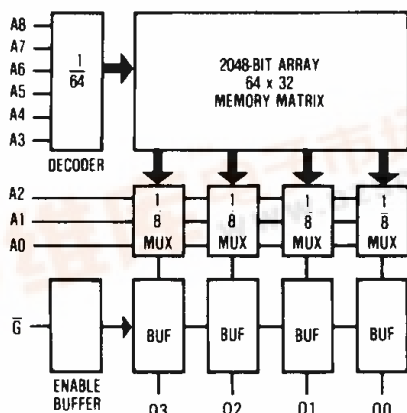 A8
A7
A6
A5
A4
A3
1
64
DECODER
2048-BIT ARRAY
64 x 32
MEMORY MATRIX
A2
A1
A0
1
8
MUX
1
8
MUX
1
8
MUX
1
8
MUX
G
ENABLE
BUFFER
BUF
BUF
BUF
BUF
Q3
Q2
Q1
Q0